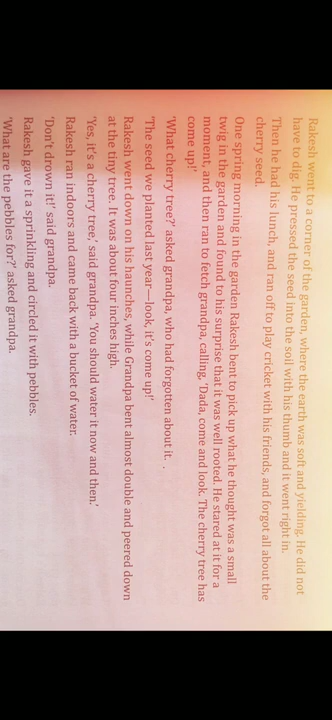 Rakesh went to a corner of the garden, where the earth was soft and yielding. He did not
have to dig. He pressed the seed into the soil with his thumb and it went right in.
Then he had his lunch, and ran off to play cricket with his friends, and forgot all about the
cherry seed.
One spring morning in the garden Rakesh bent to pick up what he thought was a small
twig in the garden and found to his surprise that it was well rooted. He stared at it for a
moment, and then ran to fetch grandpa, calling, 'Dada, come and look. The cherry tree has
come up!'
'What cherry tree?' asked grandpa, who had forgotten about it.
'The seed we planted last year—look, it's come up!'
Rakesh went down on his haunches, while Grandpa bent almost double and peered down
at the tiny tree. It was about four inches high.
'Yes, it's a cherry tree,' said grandpa. 'You should water it now and then.'
Rakesh ran indoors and came back with a bucket of water.
'Don't drown it!' said grandpa.
Rakesh gave it a sprinkling and circled it with pebbles.
'What are the pebbles for?' asked grandpa.